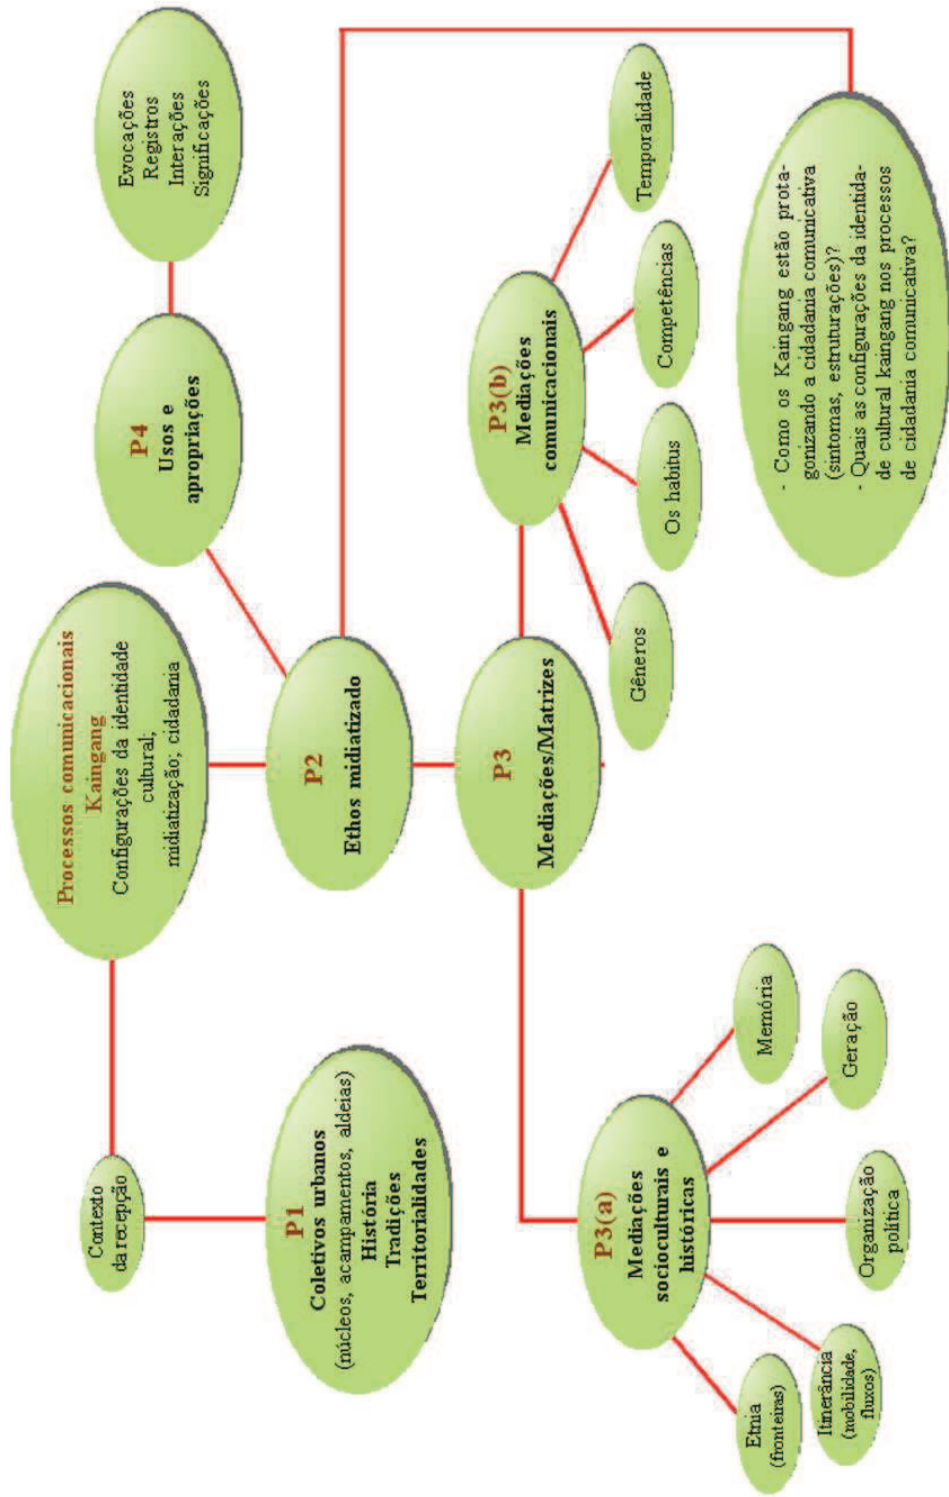 Processos comunicacionais
Kaingang
Configurações da identidade
cultural;
midiatização; cidadania
Contexto
da recepção
P1
Coletivos urbanos
(núcleos, acampamentos, aldeias)
História
Tradições
Territorialidades
P4
Usos e
apropriações
Evocações
Registros
Interações
Significações
P2
Ethos midiatizado
P3
Mediações/Matrizes
P3(a)
Mediações
socioculturais e
históricas
Etnia
(fronteiras)
Itinerância
(mobilidade,
fluxos)
Organização
política
Geração
Memória
P3(b)
Mediações
comunicacionais
Gêneros
Os habitus
Competências
Temporalidade
- Como os Kaingang estão prota-
gonizando a cidadania comunicativa
(sintomas, estruturações)?
- Quais as configurações da identida-
de cultural kaingang nos processos
de cidadania comunicativa?